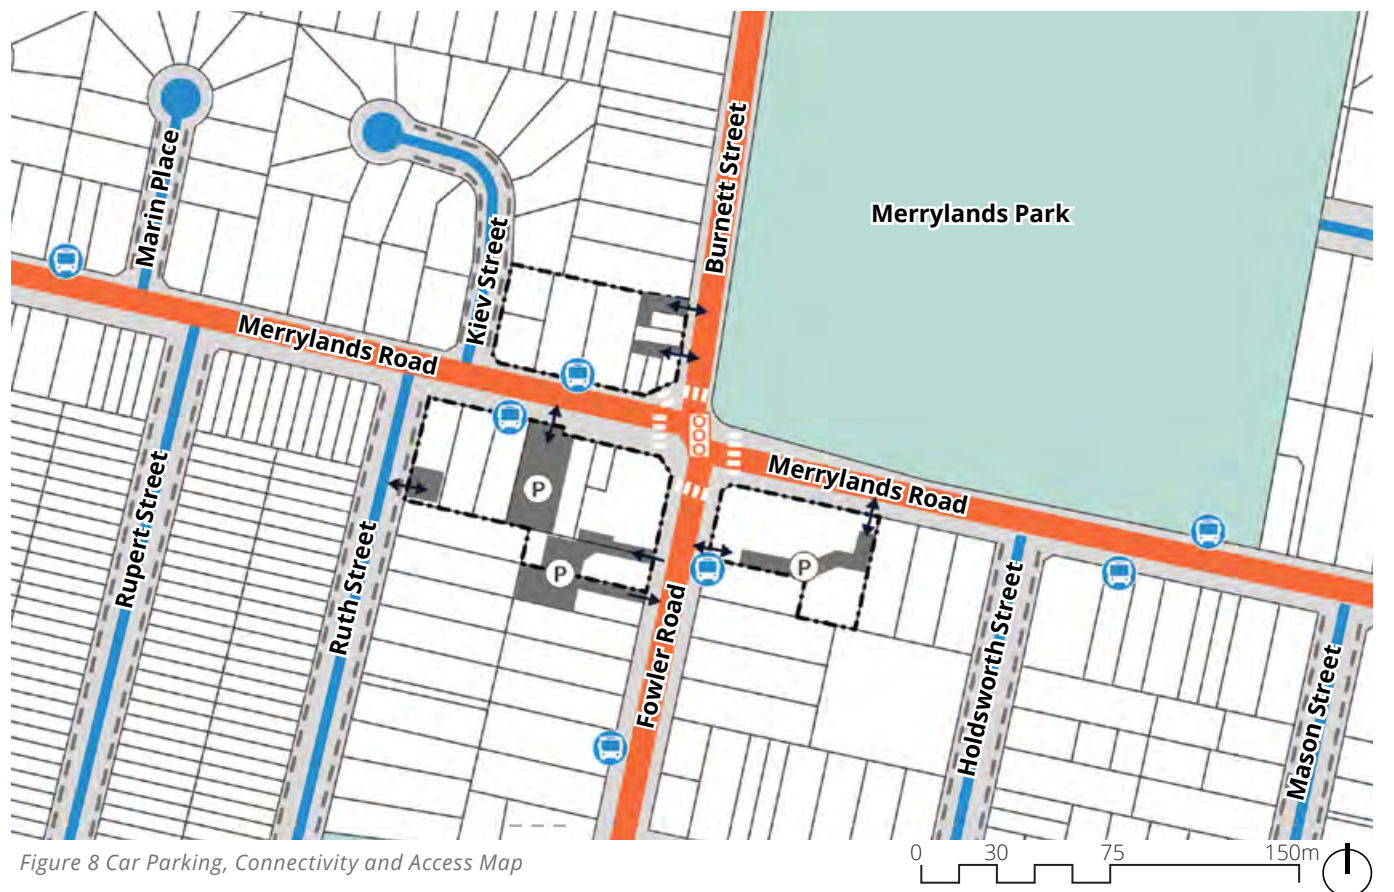 Marin Place
Burnett Street
Merrylands Park
Kiev Street
Merrylands Road
Merrylands Road
Rupert Street
P
Ruth Street
P
P
Fowler Road
Holdsworth Street
Mason Street
Figure 8 Car Parking, Connectivity and Access Map
0 30 75 150m